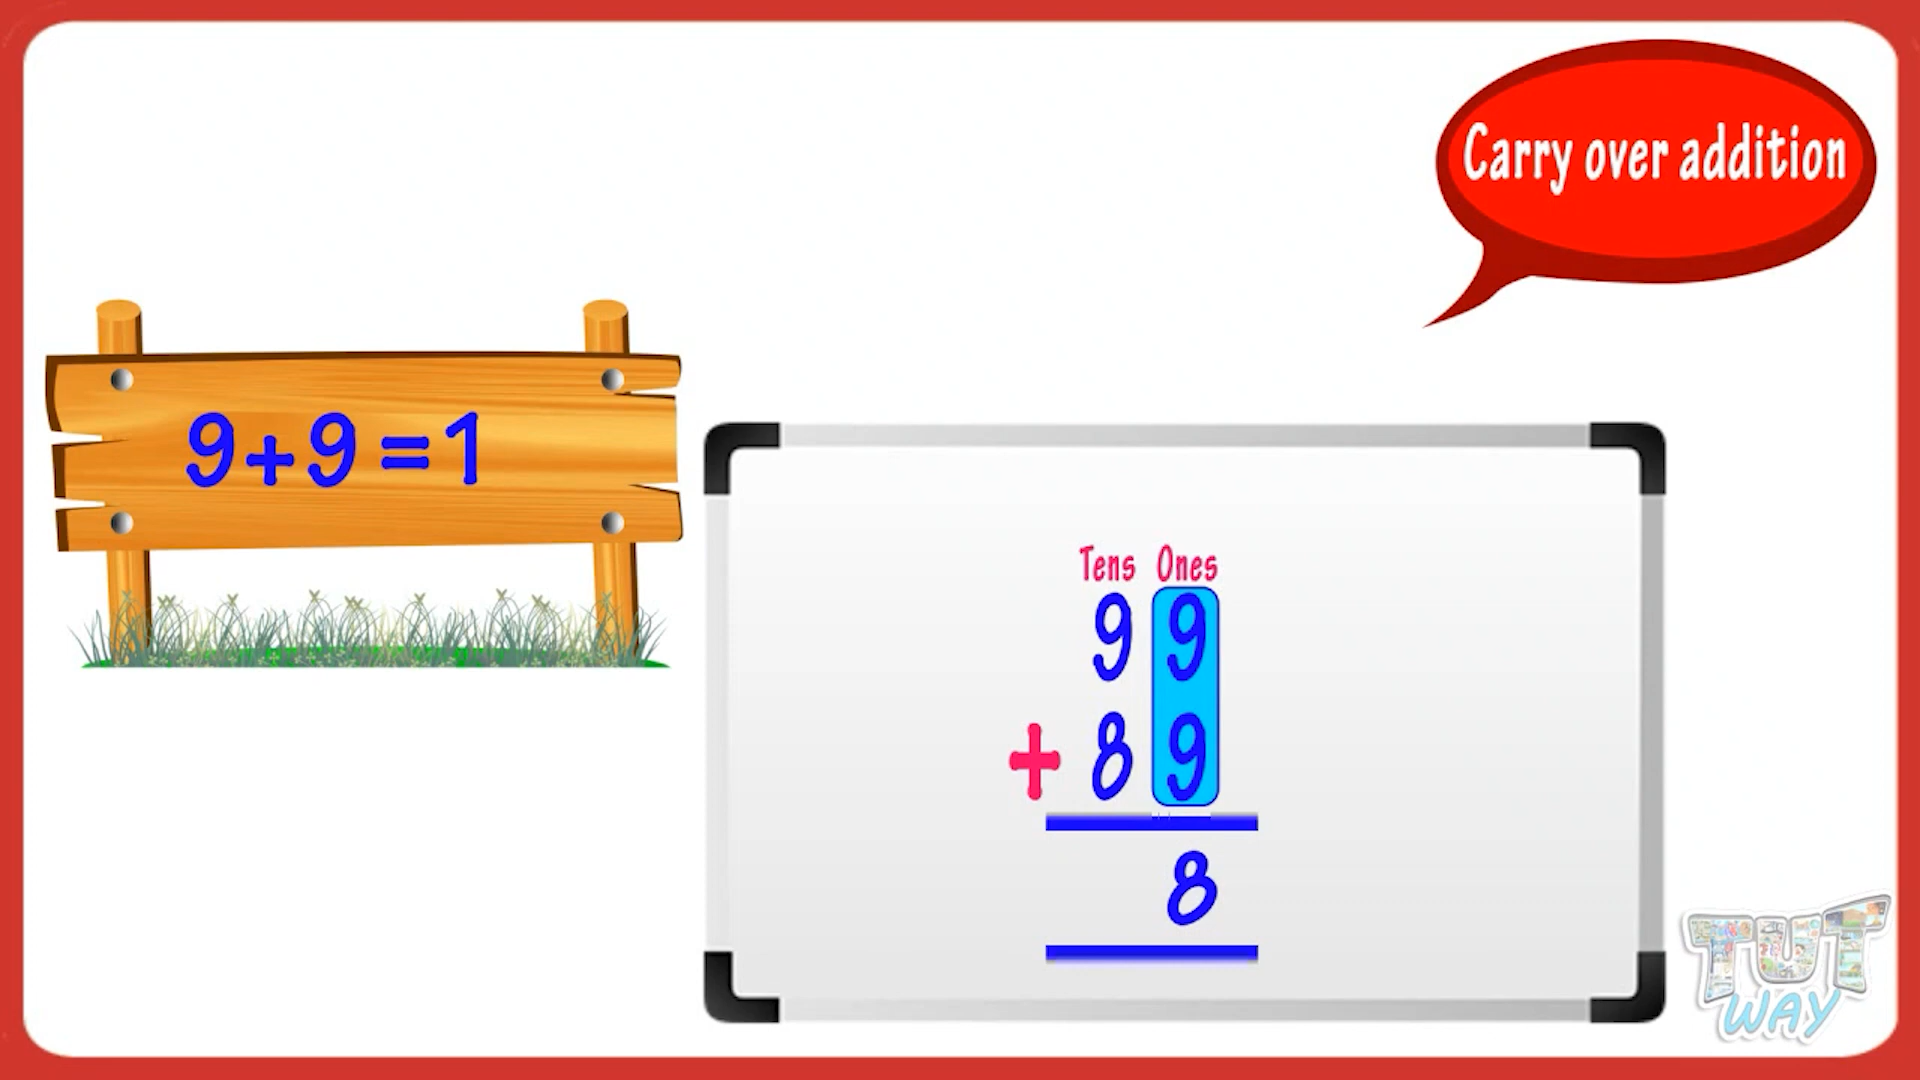 Carry over addition
9+9=1
Tens Ones
9 9
+ 8 9
8
TUT
WAY